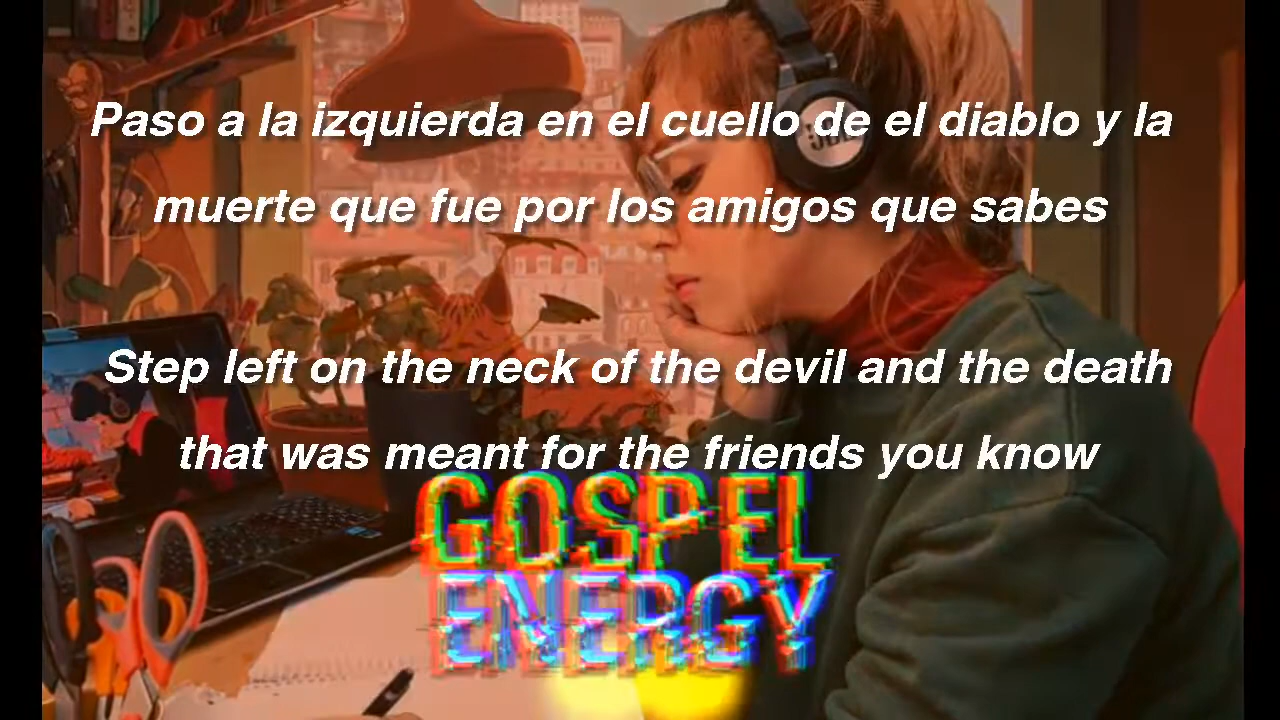 Paso a la izquierda en el cuello de el diablo y la
muerte que fue por los amigos que sabes
Step left on the neck of the devil and the death
that was meant for the friends you know
GOSPEL
ENERGY
JBL